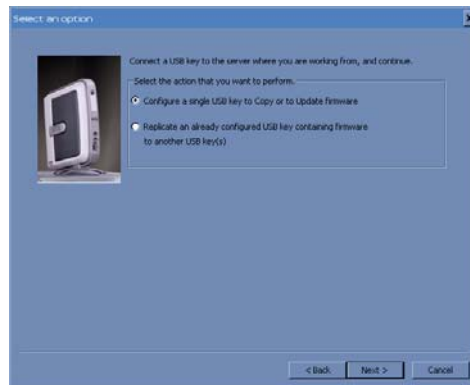 Select an option
Connect a USB key to the server where you are working from, and continue.
Select the action that you want to perform.
Configure a single USB key to Copy or to Update firmware
Replicate an already configured USB key containing firmware
to another USB key(s)
< Back
Next >
Cancel